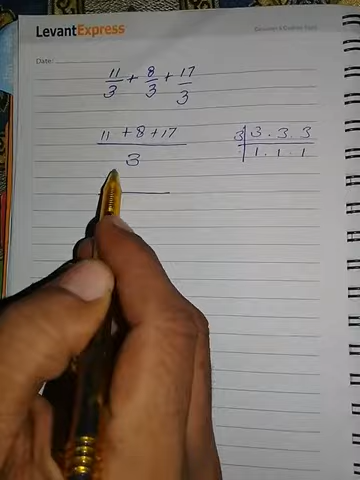 LevantExpress
Date:
11/3 + 8/3 + 17/3
11 + 8 + 17
3
3 | 3 . 3 . 3
1 . 1 . 1